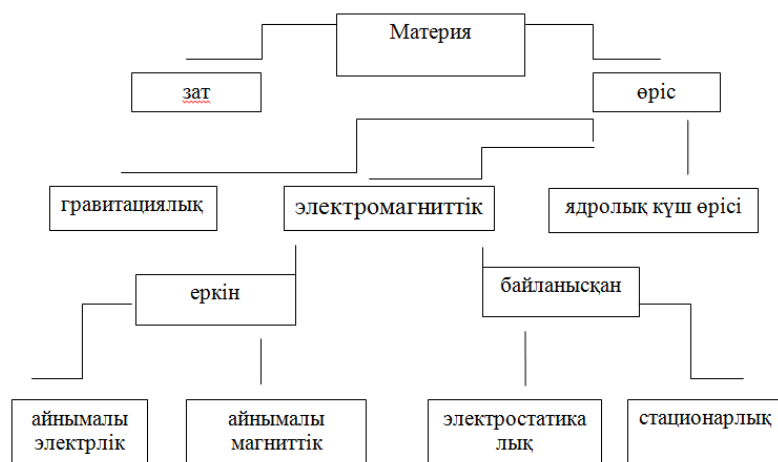 Материя
зат
өріс
гравитациялық
электромагниттік
ядролық күш өрісі
еркін
байланысқан
айнымалы
электрлік
айнымалы
магниттік
электростатика
лық
стационарлық